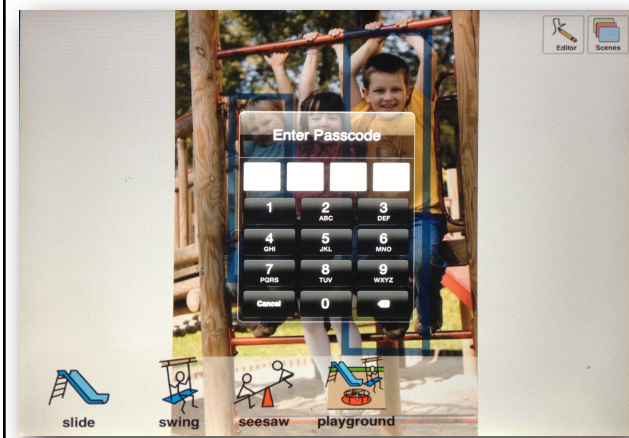 Editor
Scenes
Enter Passcode
1 2 3
ABC DEF
4 5 6
GHI JKL MNO
7 8 9
PQRS TUV WXYZ
Cancel 0
slide swing seesaw playground